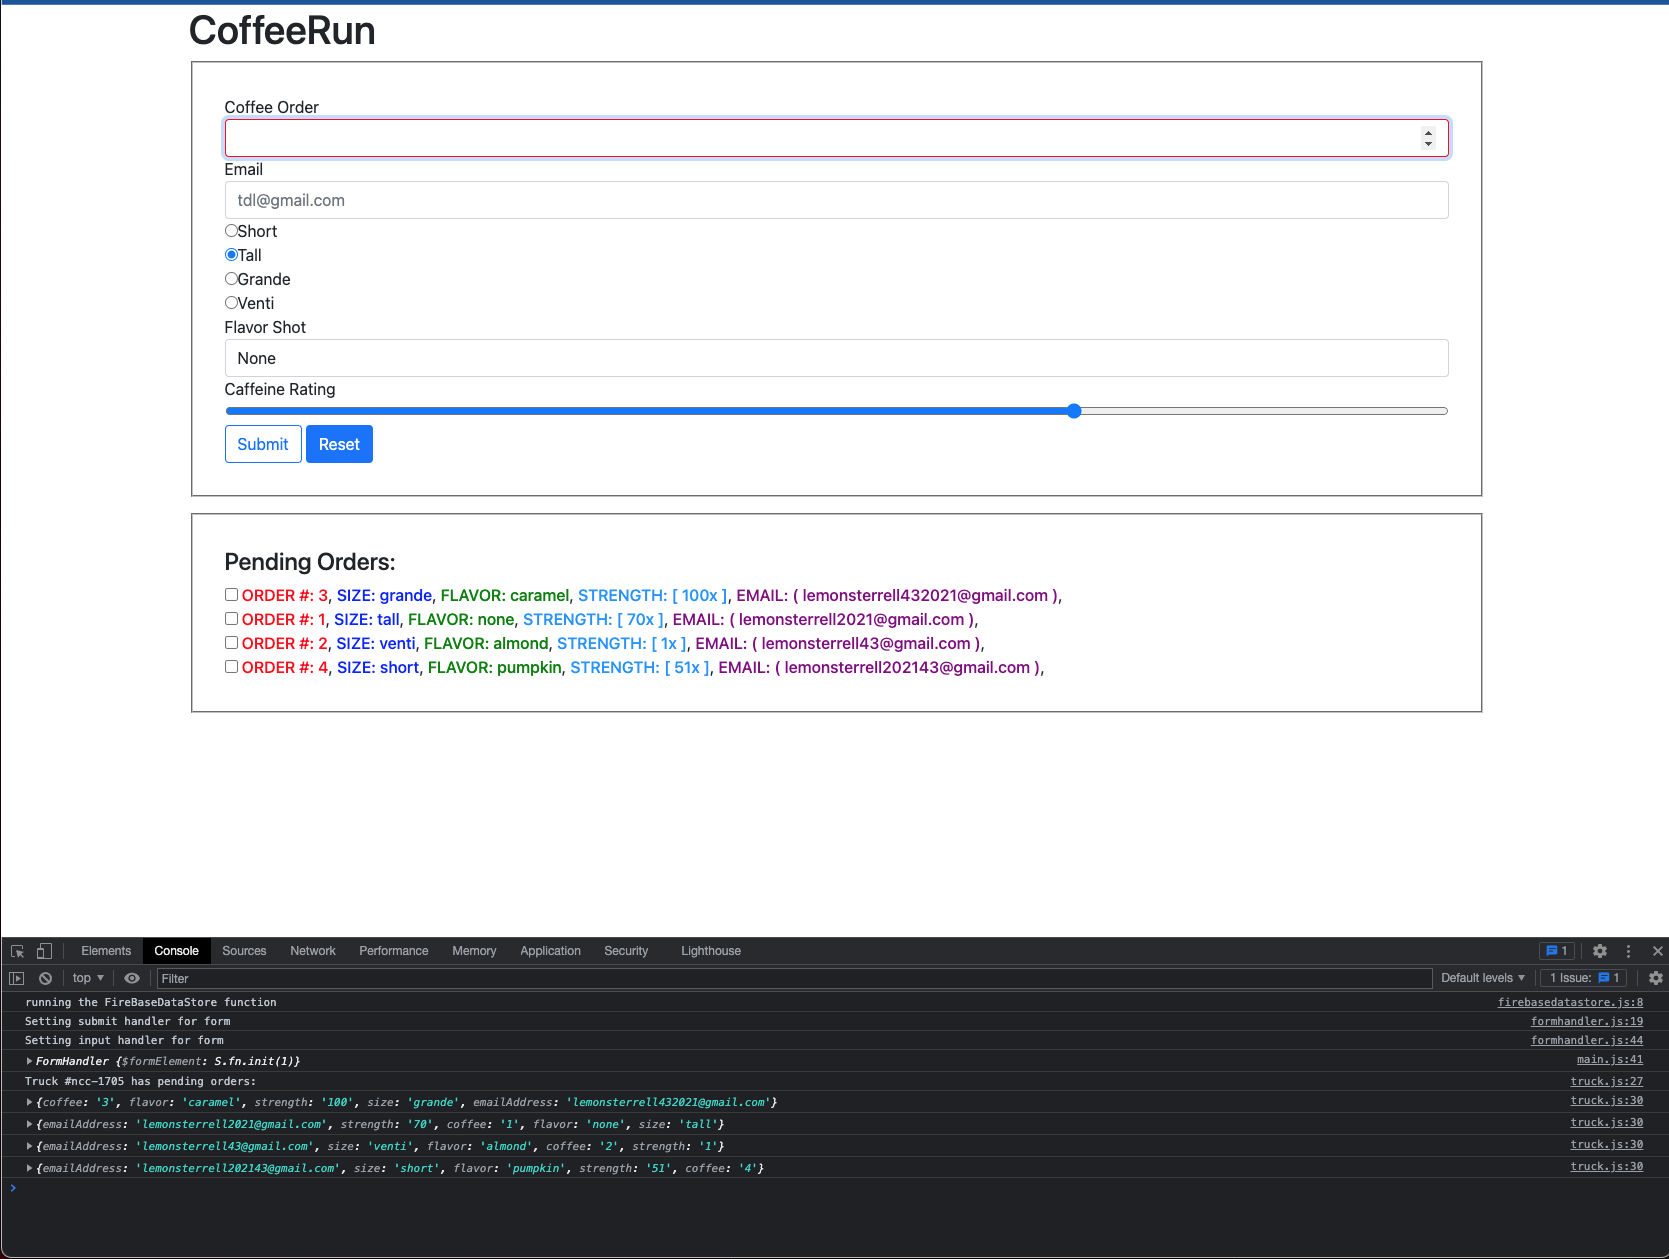 CoffeeRun
Coffee Order
Email
tdl@gmail.com
Short
Tall
Grande
Venti
Flavor Shot
None
Caffeine Rating
Submit Reset
Pending Orders:
ORDER #: 3, SIZE: grande, FLAVOR: caramel, STRENGTH: [ 100x ], EMAIL: ( lemonsterrell432021@gmail.com ),
ORDER #: 1, SIZE: tall, FLAVOR: none, STRENGTH: [ 70x ], EMAIL: ( lemonsterrell2021@gmail.com ),
ORDER #: 2, SIZE: venti, FLAVOR: almond, STRENGTH: [ 1x ], EMAIL: ( lemonsterrell43@gmail.com ),
ORDER #: 4, SIZE: short, FLAVOR: pumpkin, STRENGTH: [ 51x ], EMAIL: ( lemonsterrell202143@gmail.com ),
Elements Console Sources Network Performance Memory Application Security Lighthouse 1
top Filter Default levels 1 Issue: 1
running the FireBaseDataStore function firebasedatastore.js:8
Setting submit handler for form formhandler.js:19
Setting input handler for form formhandler.js:44
FormHandler {$formElement: S.fn.init(1)} main.js:41
Truck #ncc-1705 has pending orders: truck.js:27
{coffee: '3', flavor: 'caramel', strength: '100', size: 'grande', emailAddress: 'lemonsterrell432021@gmail.com'} truck.js:30
{emailAddress: 'lemonsterrell2021@gmail.com', strength: '70', coffee: '1', flavor: 'none', size: 'tall'} truck.js:30
{emailAddress: 'lemonsterrell43@gmail.com', size: 'venti', flavor: 'almond', coffee: '2', strength: '1'} truck.js:30
{emailAddress: 'lemonsterrell202143@gmail.com', size: 'short', flavor: 'pumpkin', strength: '51', coffee: '4'} truck.js:30